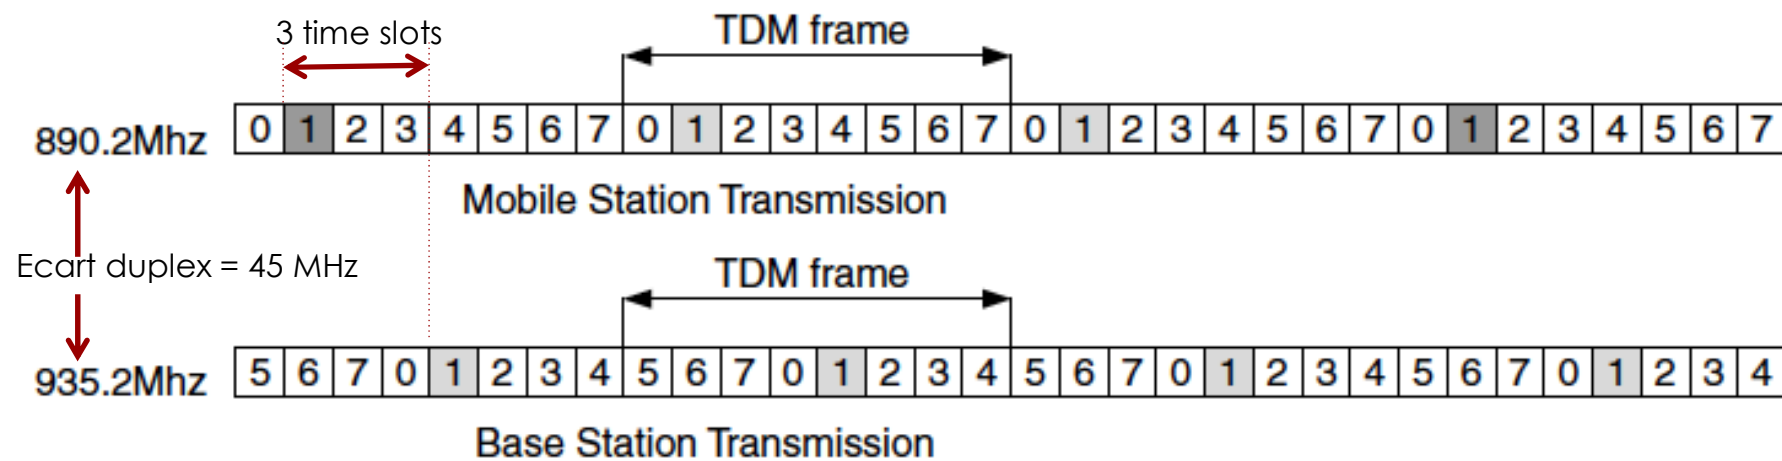 3 time slots
TDM frame
890.2Mhz 0 1 2 3 4 5 6 7 0 1 2 3 4 5 6 7 0 1 2 3 4 5 6 7 0 1 2 3 4 5 6 7
Mobile Station Transmission
Ecart duplex = 45 MHz
TDM frame
935.2Mhz 5 6 7 0 1 2 3 4 5 6 7 0 1 2 3 4 5 6 7 0 1 2 3 4 5 6 7 0 1 2 3 4
Base Station Transmission